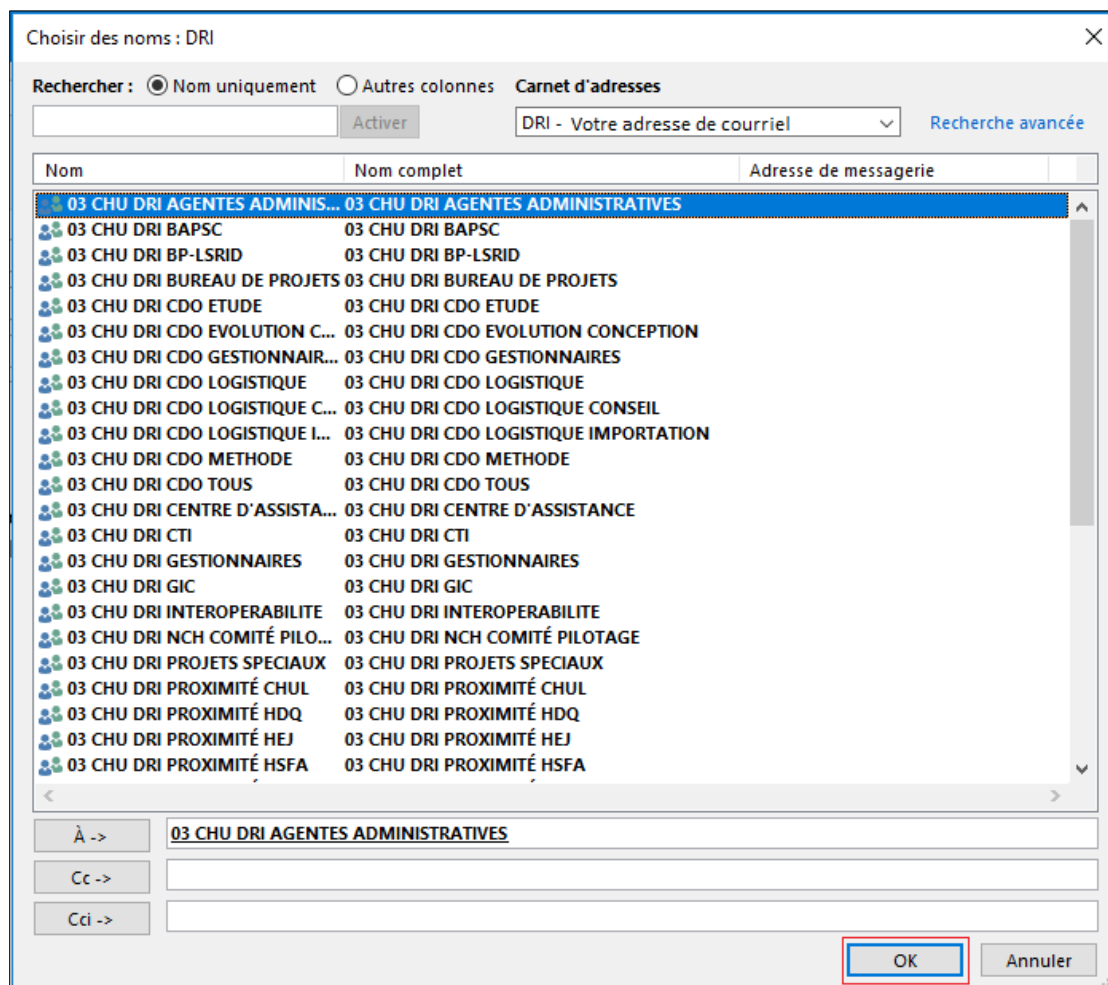 Choisir des noms : DRI
Rechercher : Nom uniquement Autres colonnes Carnet d'adresses
Activer DRI - Votre adresse de courriel Recherche avancée
Nom Nom complet Adresse de messagerie
03 CHU DRI AGENTES ADMINIS... 03 CHU DRI AGENTES ADMINISTRATIVES
03 CHU DRI BAPSC 03 CHU DRI BAPSC
03 CHU DRI BP-LSRID 03 CHU DRI BP-LSRID
03 CHU DRI BUREAU DE PROJETS 03 CHU DRI BUREAU DE PROJETS
03 CHU DRI CDO ETUDE 03 CHU DRI CDO ETUDE
03 CHU DRI CDO EVOLUTION C... 03 CHU DRI CDO EVOLUTION CONCEPTION
03 CHU DRI CDO GESTIONNAIR... 03 CHU DRI CDO GESTIONNAIRES
03 CHU DRI CDO LOGISTIQUE 03 CHU DRI CDO LOGISTIQUE
03 CHU DRI CDO LOGISTIQUE C... 03 CHU DRI CDO LOGISTIQUE CONSEIL
03 CHU DRI CDO LOGISTIQUE I... 03 CHU DRI CDO LOGISTIQUE IMPORTATION
03 CHU DRI CDO METHODE 03 CHU DRI CDO METHODE
03 CHU DRI CDO TOUS 03 CHU DRI CDO TOUS
03 CHU DRI CENTRE D'ASSISTA... 03 CHU DRI CENTRE D'ASSISTANCE
03 CHU DRI CTI 03 CHU DRI CTI
03 CHU DRI GESTIONNAIRES 03 CHU DRI GESTIONNAIRES
03 CHU DRI GIC 03 CHU DRI GIC
03 CHU DRI INTEROPERABILITE 03 CHU DRI INTEROPERABILITE
03 CHU DRI NCH COMITÉ PILO... 03 CHU DRI NCH COMITÉ PILOTAGE
03 CHU DRI PROJETS SPECIAUX 03 CHU DRI PROJETS SPECIAUX
03 CHU DRI PROXIMITÉ CHUL 03 CHU DRI PROXIMITÉ CHUL
03 CHU DRI PROXIMITÉ HDQ 03 CHU DRI PROXIMITÉ HDQ
03 CHU DRI PROXIMITÉ HEJ 03 CHU DRI PROXIMITÉ HEJ
03 CHU DRI PROXIMITÉ HSFA 03 CHU DRI PROXIMITÉ HSFA
À -> 03 CHU DRI AGENTES ADMINISTRATIVES
Cc ->
Cci ->
OK Annuler